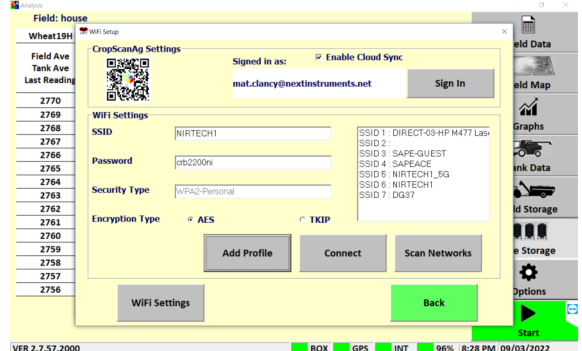 Analysis
Field: house
Wheat19H
Field Ave
Tank Ave
Last Reading
2770
2769
2768
2767
2766
2765
2764
2763
2762
2761
2760
2759
2758
2757
2756
WiFi Setup
CropScanAg Settings
Signed in as:
Enable Cloud Sync
mat.clancy@nextinstruments.net
Sign In
WiFi Settings
SSID
NIRTECH1
Password
crb2200ni
Security Type
WPA2-Personal
Encryption Type
AES
TKIP
SSID 1 : DIRECT-03-HP M477 Lase
SSID 2 :
SSID 3 : SAPE-GUEST
SSID 4 : SAPEACE
SSID 5 : NIRTECH1_5G
SSID 6 : NIRTECH1
SSID 7 : DG37
Add Profile
Connect
Scan Networks
WiFi Settings
Back
eld Data
eld Map
Graphs
nk Data
ld Storage
e Storage
Options
Start
VER 2.7.57.2000
BOX
GPS
INT
96%
8:28 PM
09/03/2022